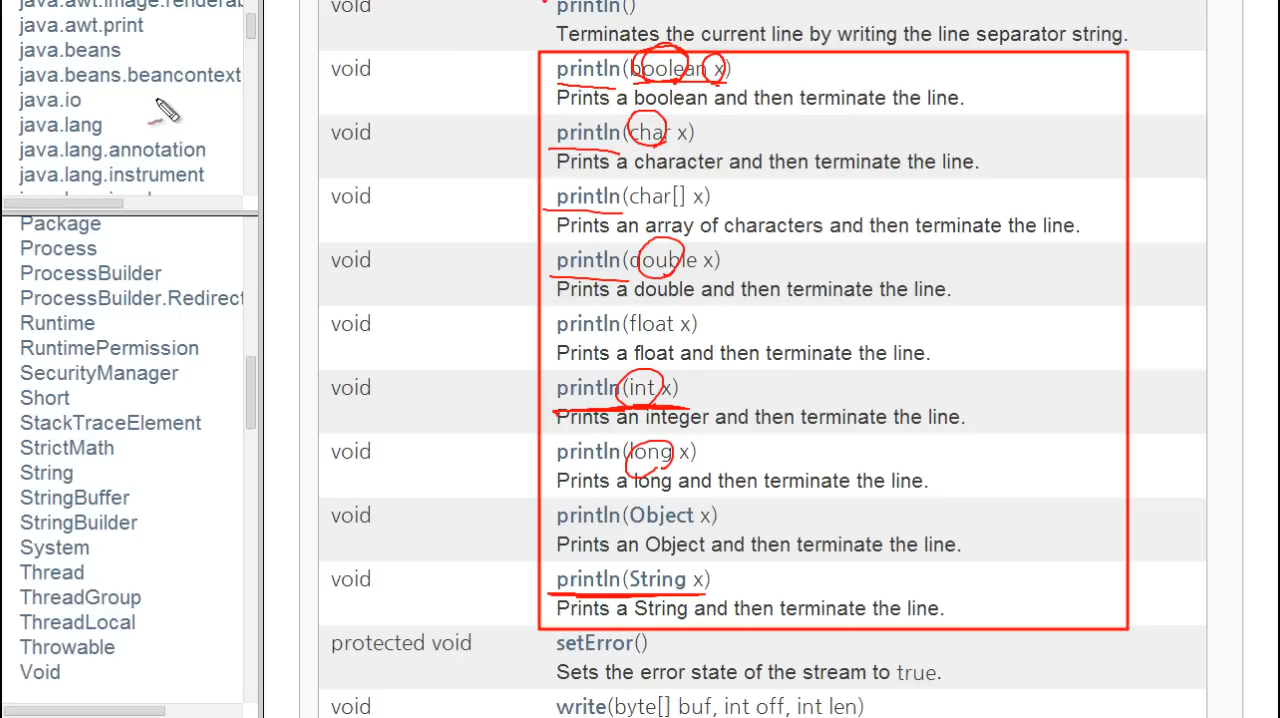 java.awt.image.renderab
java.awt.print
java.beans
java.beans.beancontext
java.io
java.lang
java.lang.annotation
java.lang.instrument
Package
Process
ProcessBuilder
ProcessBuilder.Redirect
Runtime
RuntimePermission
SecurityManager
Short
StackTraceElement
StrictMath
String
StringBuffer
StringBuilder
System
Thread
ThreadGroup
ThreadLocal
Throwable
Void
void println()
Terminates the current line by writing the line separator string.
void println(boolean x)
Prints a boolean and then terminate the line.
void println(char x)
Prints a character and then terminate the line.
void println(char[] x)
Prints an array of characters and then terminate the line.
void println(double x)
Prints a double and then terminate the line.
void println(float x)
Prints a float and then terminate the line.
void println(int x)
Prints an integer and then terminate the line.
void println(long x)
Prints a long and then terminate the line.
void println(Object x)
Prints an Object and then terminate the line.
void println(String x)
Prints a String and then terminate the line.
protected void setError()
Sets the error state of the stream to true.
void write(byte[] buf, int off, int len)